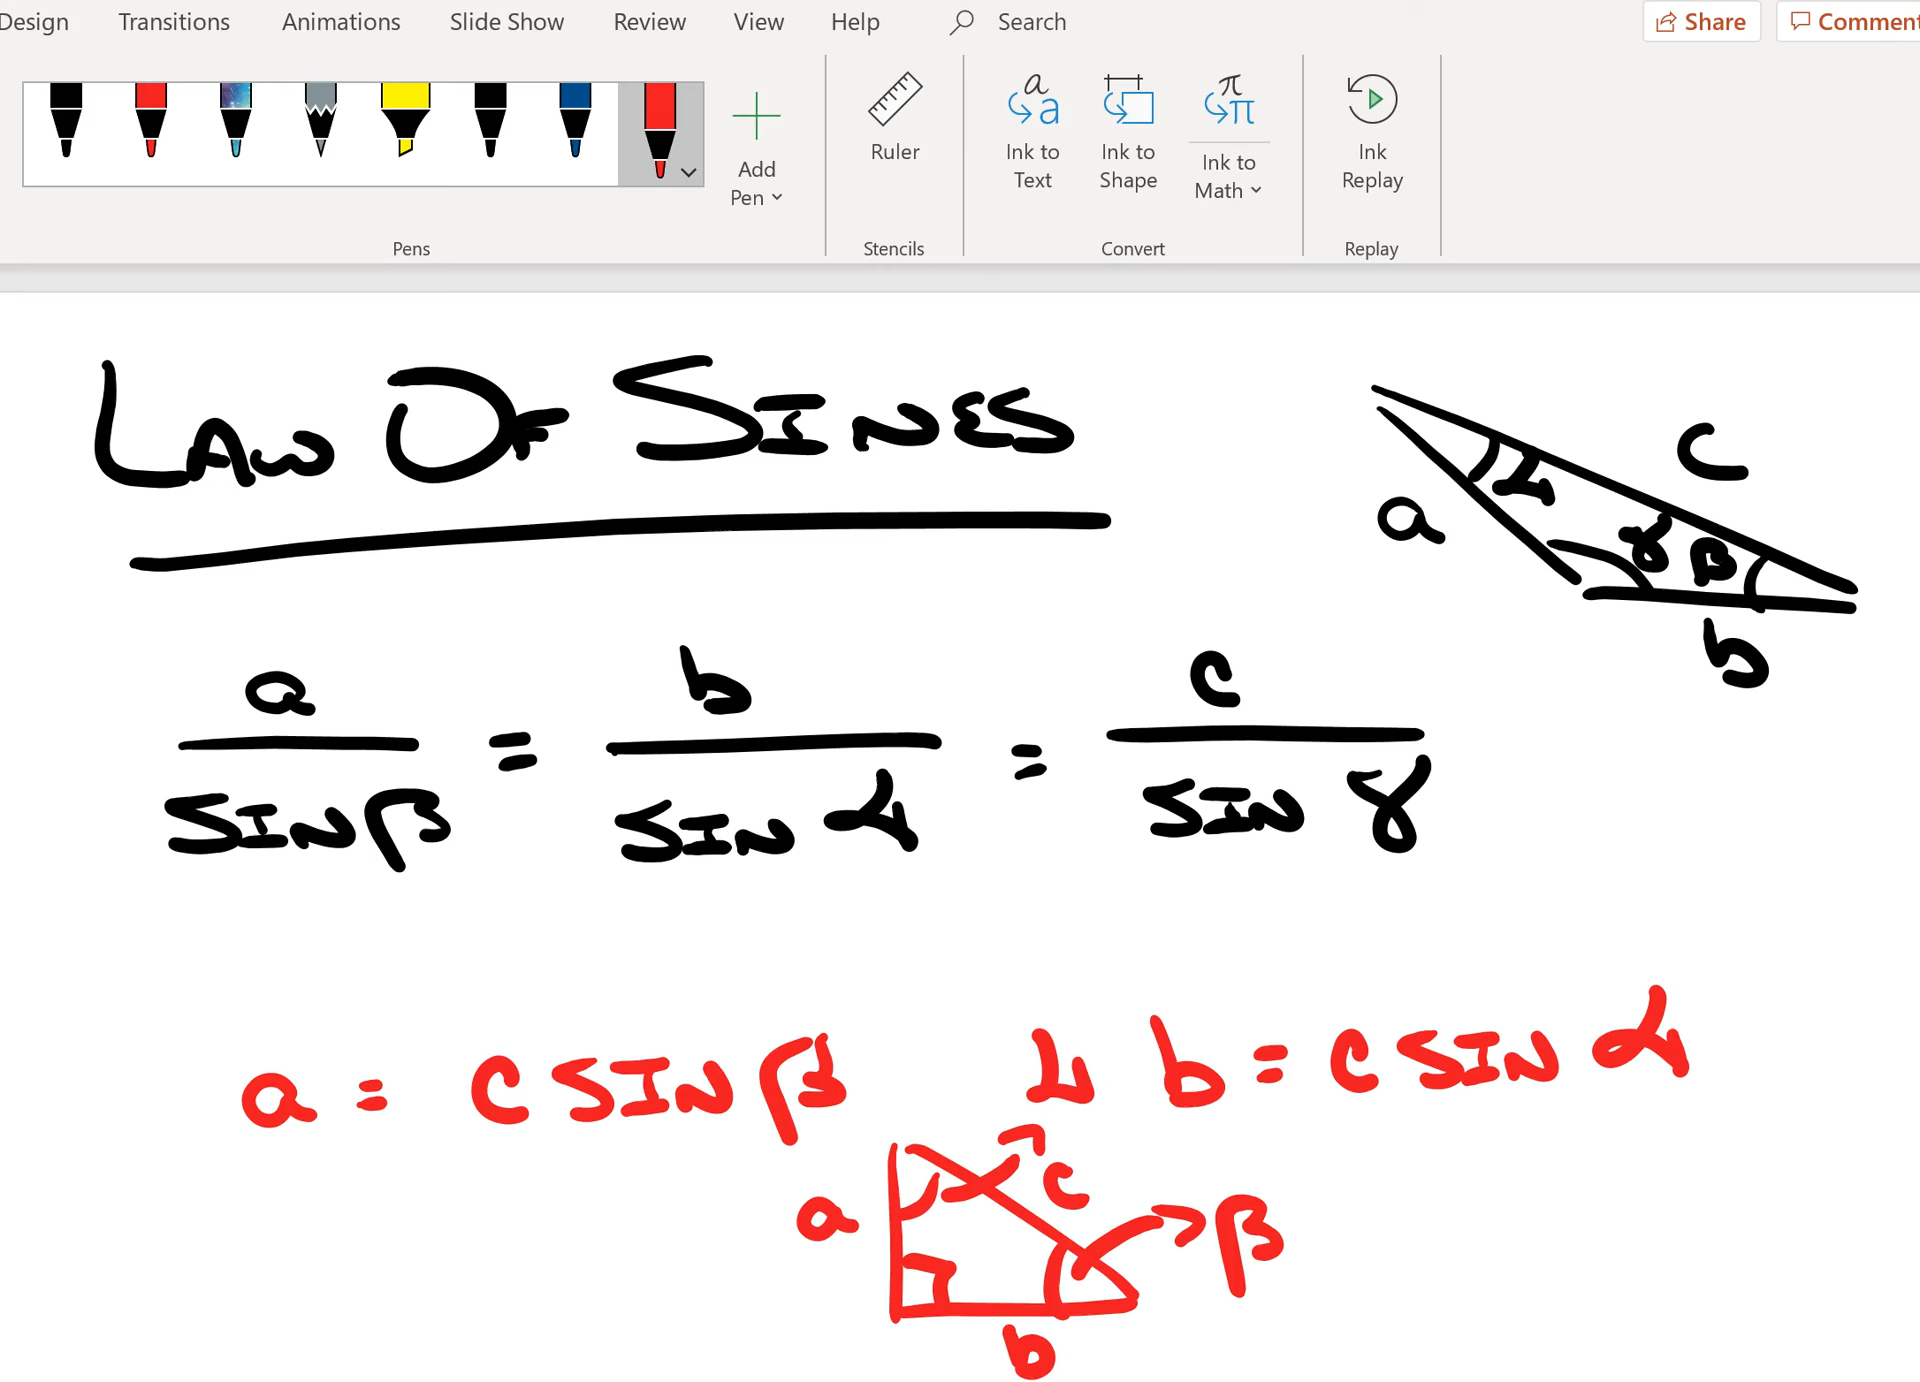 Design Transitions Animations Slide Show Review View Help Search Share Comment
Add Pen
Ruler
Ink to Text
Ink to Shape
Ink to Math
Ink Replay
Pens Stencils Convert Replay
LAW OF SINES
c
a
α
γ β
b
a / SIN β = b / SIN α = c / SIN γ
a = C SIN β
α b = C SIN α
a
c
β
b